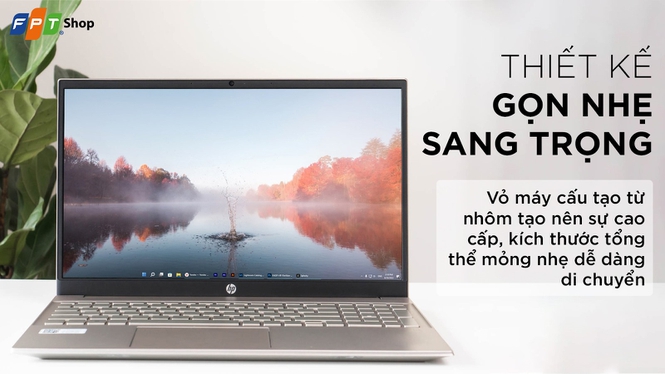 FPT Shop
THIẾT KẾ
GỌN NHẸ
SANG TRỌNG
Vỏ máy cấu tạo từ
nhôm tạo nên sự cao
cấp, kích thước tổng
thể mỏng nhẹ dễ dàng
di chuyển
hp